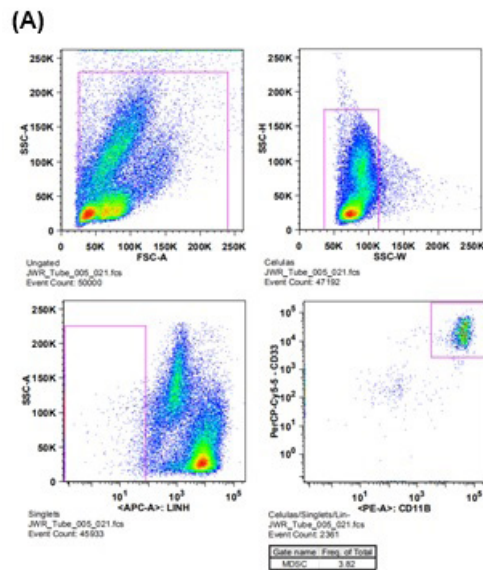 (A)
250K
200K
150K
100K
50K
0
SSC-A
0 50K 100K 150K 200K 250K
FSC-A
Ungated
JWR_Tube_005_021.fcs
Event Count: 50000
250K
200K
150K
100K
50K
0
SSC-H
0 50K 100K 150K 200K 250K
SSC-W
Celulas
JWR_Tube_005_021.fcs
Event Count: 47192
250K
200K
150K
100K
50K
0
SSC-A
10¹ 10³ 10⁵
<APC-A>: LINH
Singlets
JWR_Tube_005_021.fcs
Event Count: 45933
10⁵
10⁴
10³
10²
10¹
10⁰
PerCP-Cy5-5 - CD33
10¹ 10³ 10⁵
<PE-A>: CD11B
Celulas/Singlets/Lin-
JWR_Tube_005_021.fcs
Event Count: 2361
Gate name Freq. of Total
MDSC 3.82